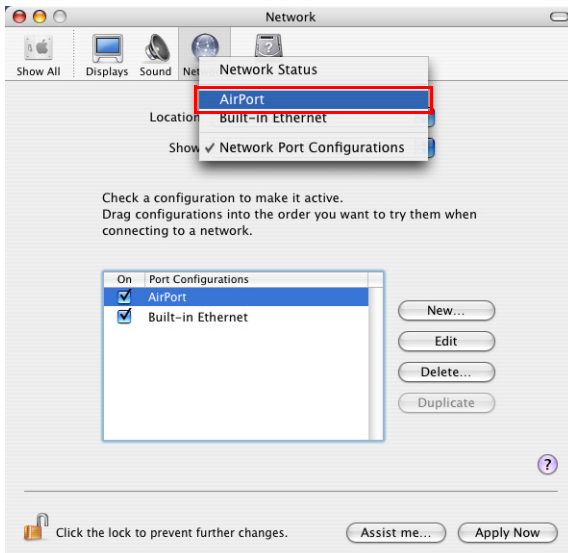 Network
Show All Displays Sound Net
Network Status
AirPort
Built-in Ethernet
✓ Network Port Configurations
Location
Show
Check a configuration to make it active.
Drag configurations into the order you want to try them when
connecting to a network.
On Port Configurations
AirPort
Built-in Ethernet
New...
Edit
Delete...
Duplicate
?
Click the lock to prevent further changes.
Assist me... Apply Now